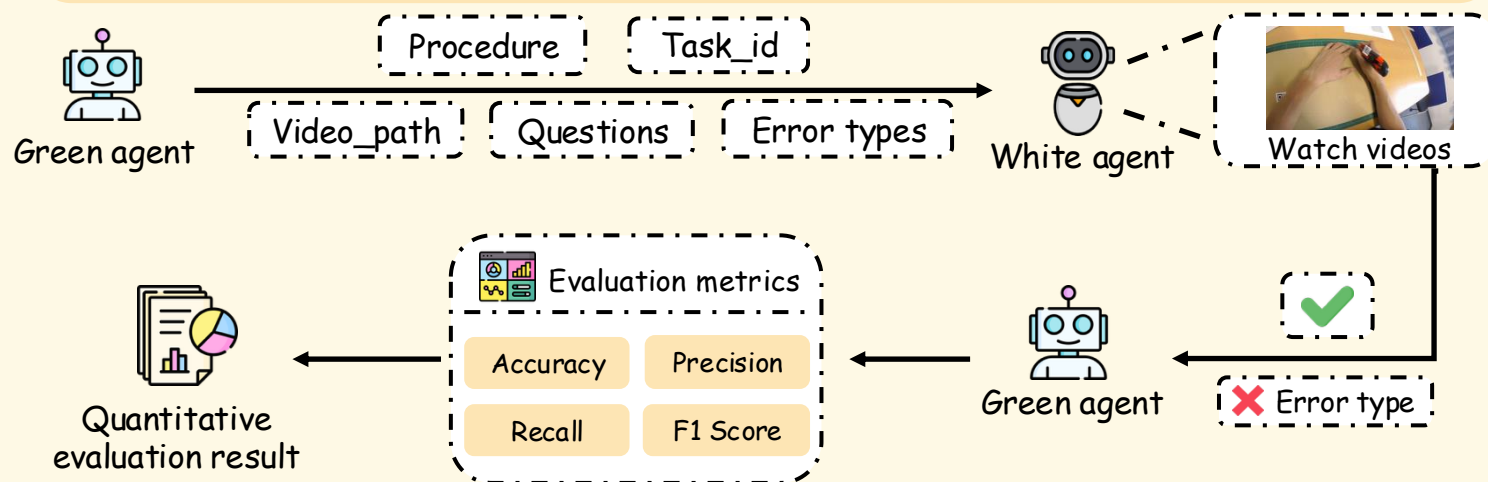 Procedure
Task_id
Video_path
Questions
Error types
Green agent
White agent
Watch videos
Evaluation metrics
Accuracy
Precision
Recall
F1 Score
Green agent
Error type
Quantitative
evaluation result